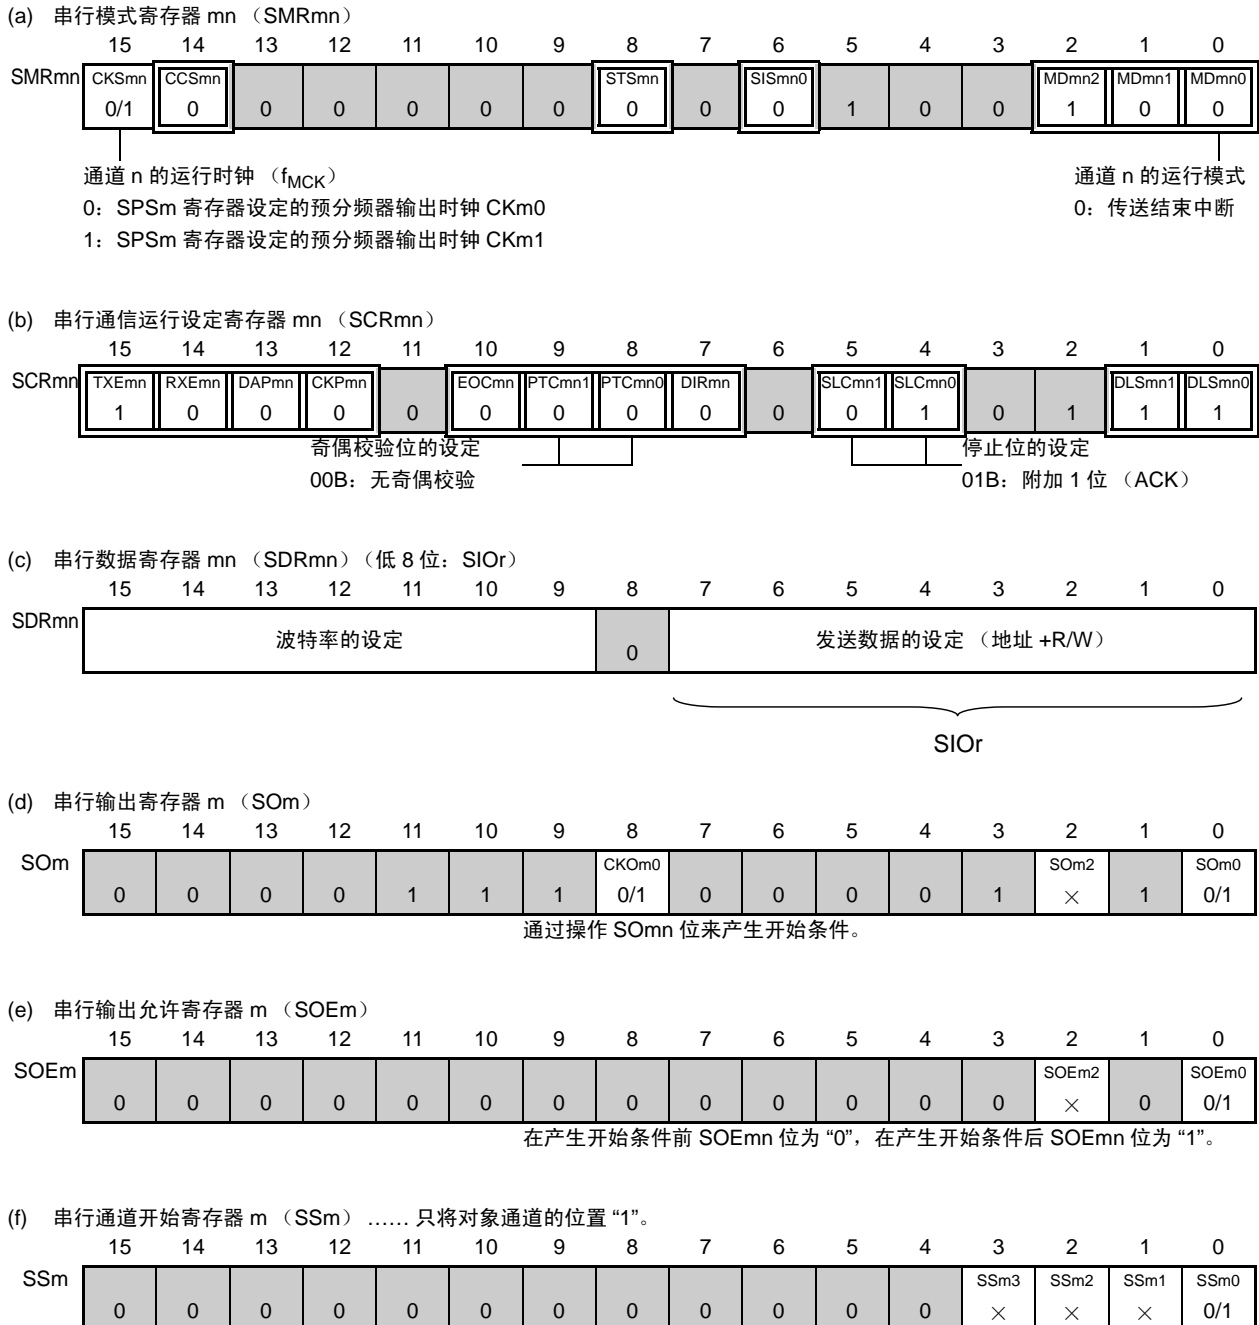 (a) 串行模式寄存器 mn （SMRmn）
15 14 13 12 11 10 9 8 7 6 5 4 3 2 1 0
SMRmn CKSmn CCSmn STSmn SISmn0 MDmn2 MDmn1 MDmn0
0/1 0 0 0 0 0 0 0 0 0 1 0 0 1 0 0
通道 n 的运行时钟 （fMCK） 通道 n 的运行模式
0：SPSm 寄存器设定的预分频器输出时钟 CKm0 0：传送结束中断
1：SPSm 寄存器设定的预分频器输出时钟 CKm1
(b) 串行通信运行设定寄存器 mn （SCRmn）
15 14 13 12 11 10 9 8 7 6 5 4 3 2 1 0
SCRmn TXEmn RXEmn DAPmn CKPmn EOCmn PTCmn1 PTCmn0 DIRmn SLCmn1 SLCmn0 DLSmn1 DLSmn0
1 0 0 0 0 0 0 0 0 0 0 1 0 1 1 1
奇偶校验位的设定 停止位的设定
00B：无奇偶校验 01B：附加 1 位 （ACK）
(c) 串行数据寄存器 mn （SDRmn）（低 8 位：SIOr）
15 14 13 12 11 10 9 8 7 6 5 4 3 2 1 0
SDRmn 波特率的设定 0 发送数据的设定 （地址 +R/W）
SIOr
(d) 串行输出寄存器 m （SOm）
15 14 13 12 11 10 9 8 7 6 5 4 3 2 1 0
SOm CKOm0 SOm2 SOm0
0 0 0 0 1 1 1 0/1 0 0 0 0 1 × 1 0/1
通过操作 SOmn 位来产生开始条件。
(e) 串行输出允许寄存器 m （SOEm）
15 14 13 12 11 10 9 8 7 6 5 4 3 2 1 0
SOEm SOEm2 SOEm0
0 0 0 0 0 0 0 0 0 0 0 0 0 × 0 0/1
在产生开始条件前 SOEmn 位为 “0”，在产生开始条件后 SOEmn 位为 “1”。
(f) 串行通道开始寄存器 m （SSm） …… 只将对象通道的位置 “1”。
15 14 13 12 11 10 9 8 7 6 5 4 3 2 1 0
SSm SSm3 SSm2 SSm1 SSm0
0 0 0 0 0 0 0 0 0 0 0 0 × × × 0/1